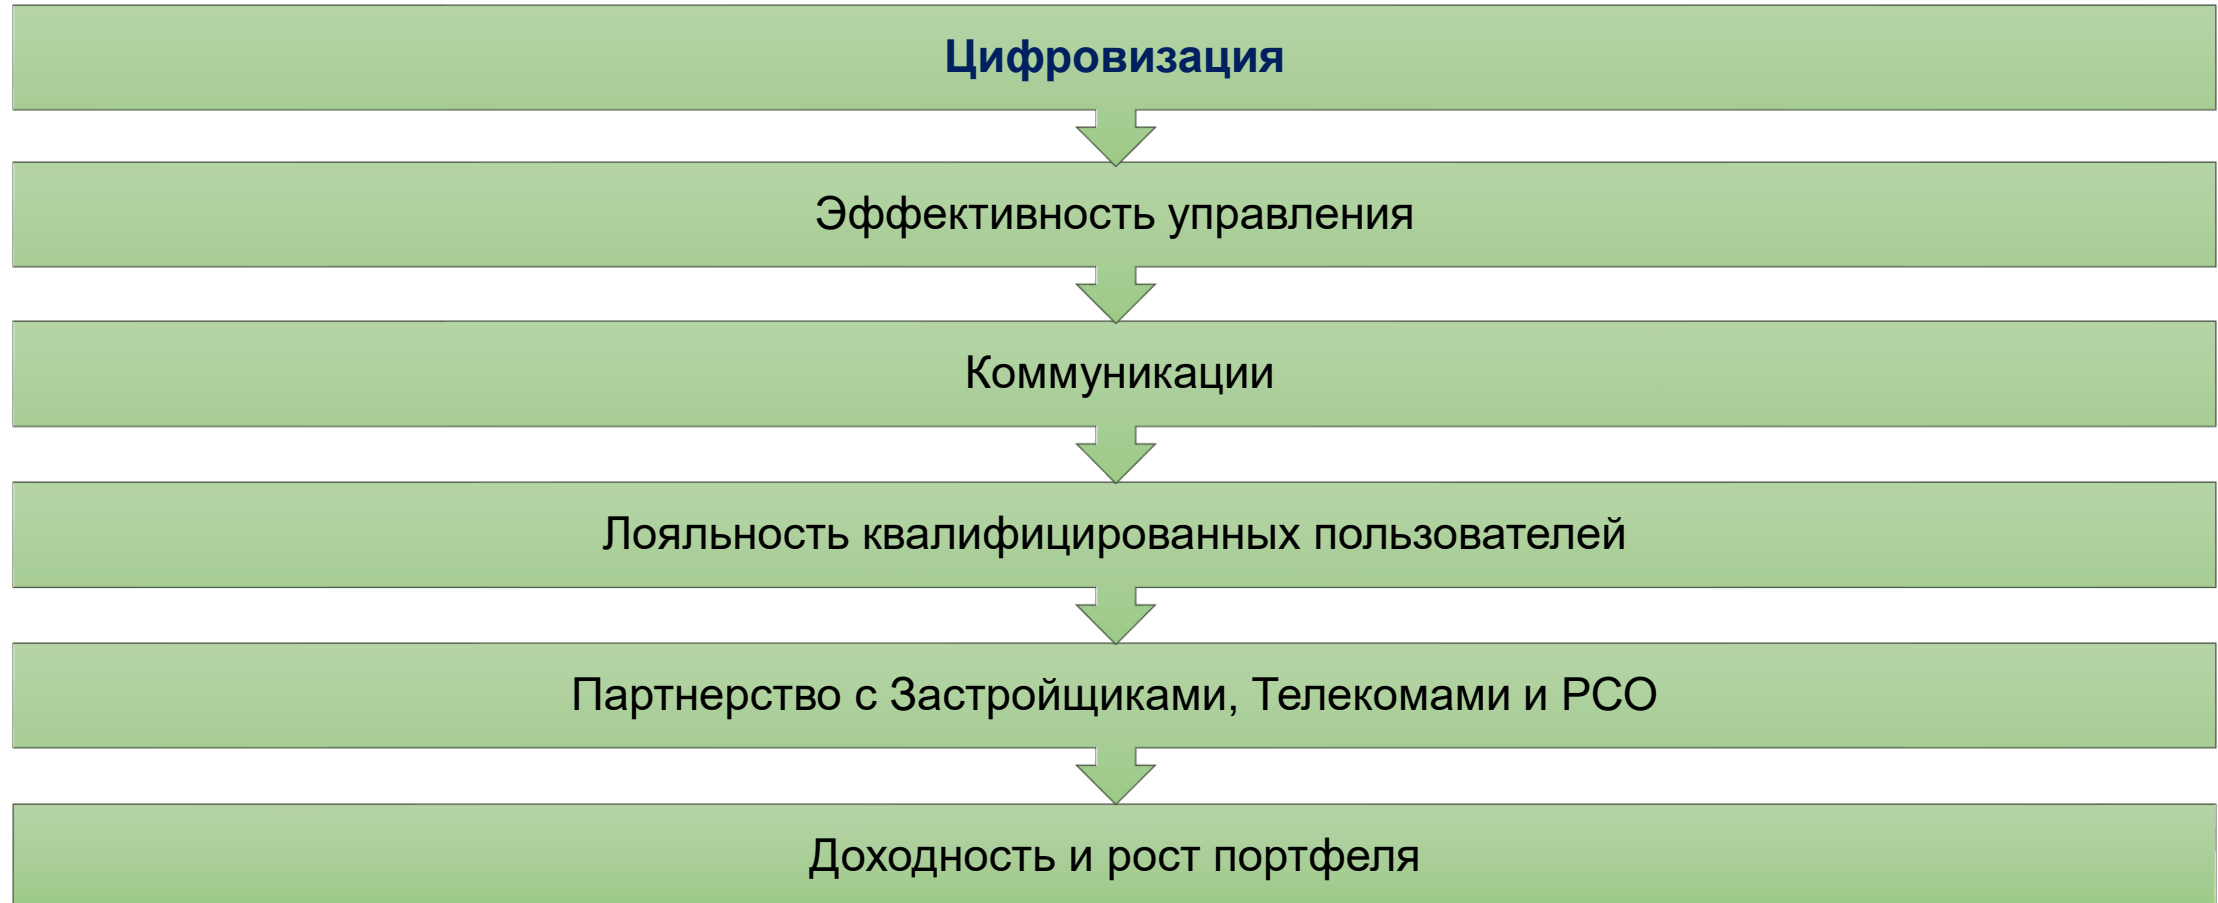 Цифровизация
Эффективность управления
Коммуникации
Лояльность квалифицированных пользователей
Партнерство с Застройщиками, Телекомами и РСО
Доходность и рост портфеля